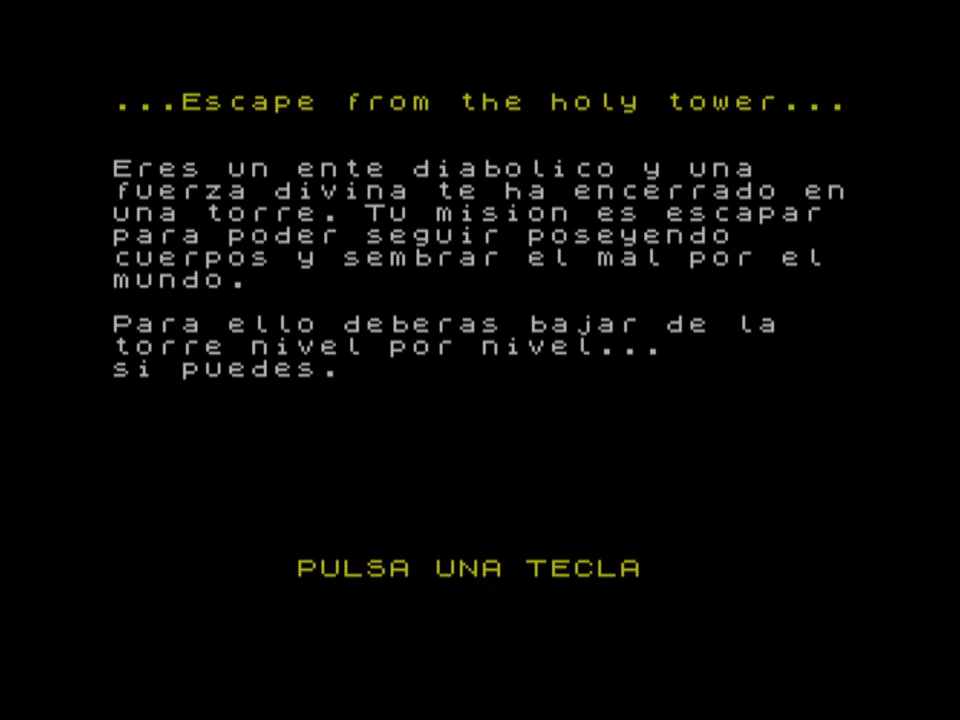 ...Escape from the holy tower...
Eres un ente diabolico y una
fuerza divina te ha encerrado en
una torre. Tu mision es escapar
para poder seguir poseyendo
cuerpos y sembrar el mal por el
mundo.
Para ello deberas bajar de la
torre nivel por nivel...
si puedes.
PULSA UNA TECLA